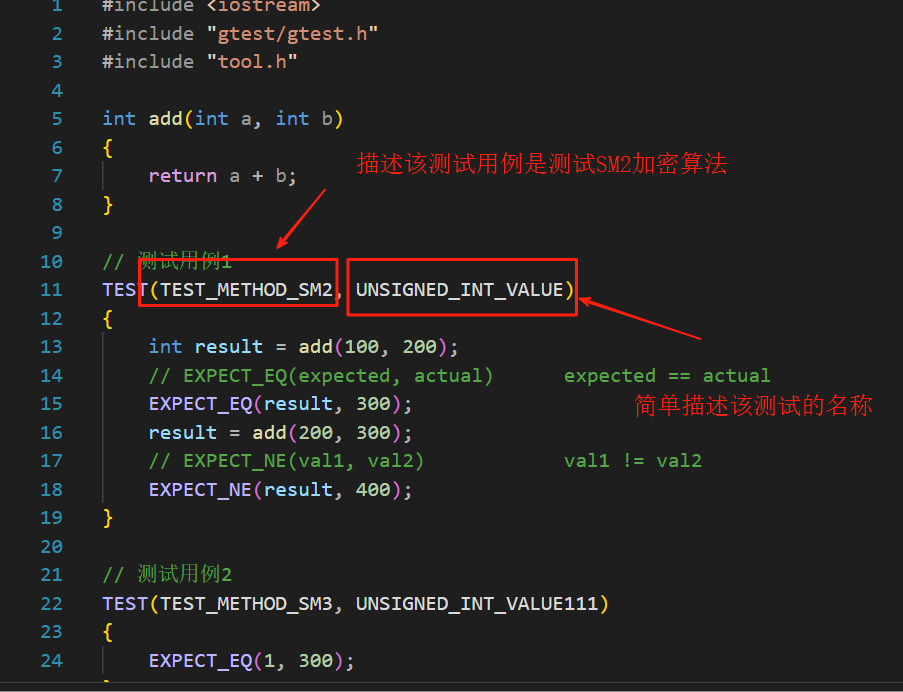 1 #include <iostream>
2 #include "gtest/gtest.h"
3 #include "tool.h"
4
5 int add(int a, int b)
6 {
7 return a + b;
描述该测试用例是测试SM2加密算法
8 }
9
10 // 测试用例1
11 TEST(TEST_METHOD_SM2, UNSIGNED_INT_VALUE)
12 {
13 int result = add(100, 200);
14 // EXPECT_EQ(expected, actual) expected == actual
15 EXPECT_EQ(result, 300);
简单描述该测试的名称
16 result = add(200, 300);
17 // EXPECT_NE(val1, val2) val1 != val2
18 EXPECT_NE(result, 400);
19 }
20
21 // 测试用例2
22 TEST(TEST_METHOD_SM3, UNSIGNED_INT_VALUE111)
23 {
24 EXPECT_EQ(1, 300);